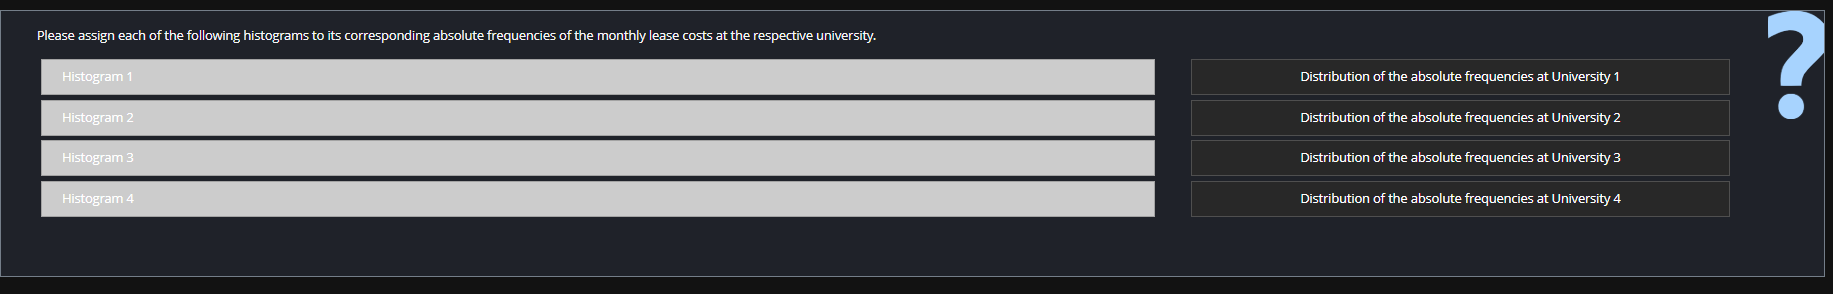 Please assign each of the following histograms to its corresponding absolute frequencies of the monthly lease costs at the respective university.
Histogram 1
Distribution of the absolute frequencies at University 1
Histogram 2
Distribution of the absolute frequencies at University 2
Histogram 3
Distribution of the absolute frequencies at University 3
Histogram 4
Distribution of the absolute frequencies at University 4
?